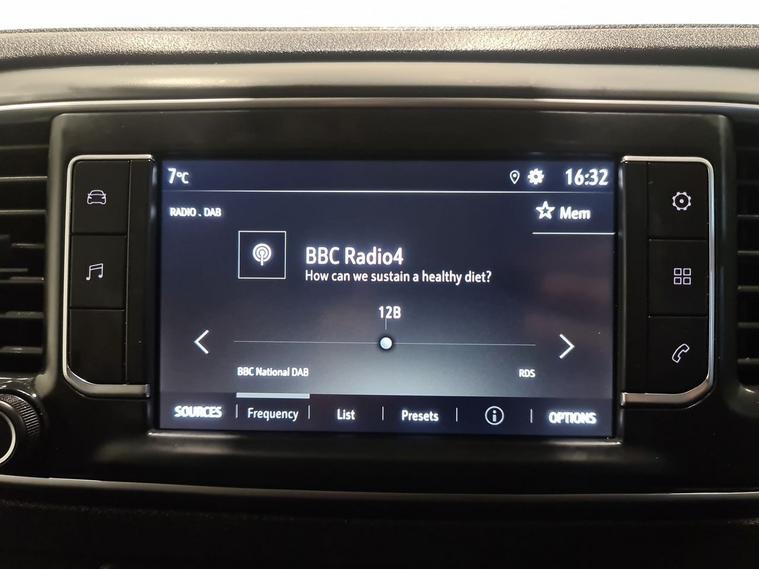 7°C
16:32
RADIO . DAB
Mem
BBC Radio4
How can we sustain a healthy diet?
12B
BBC National DAB
RDS
SOURCES
Frequency
List
Presets
OPTIONS